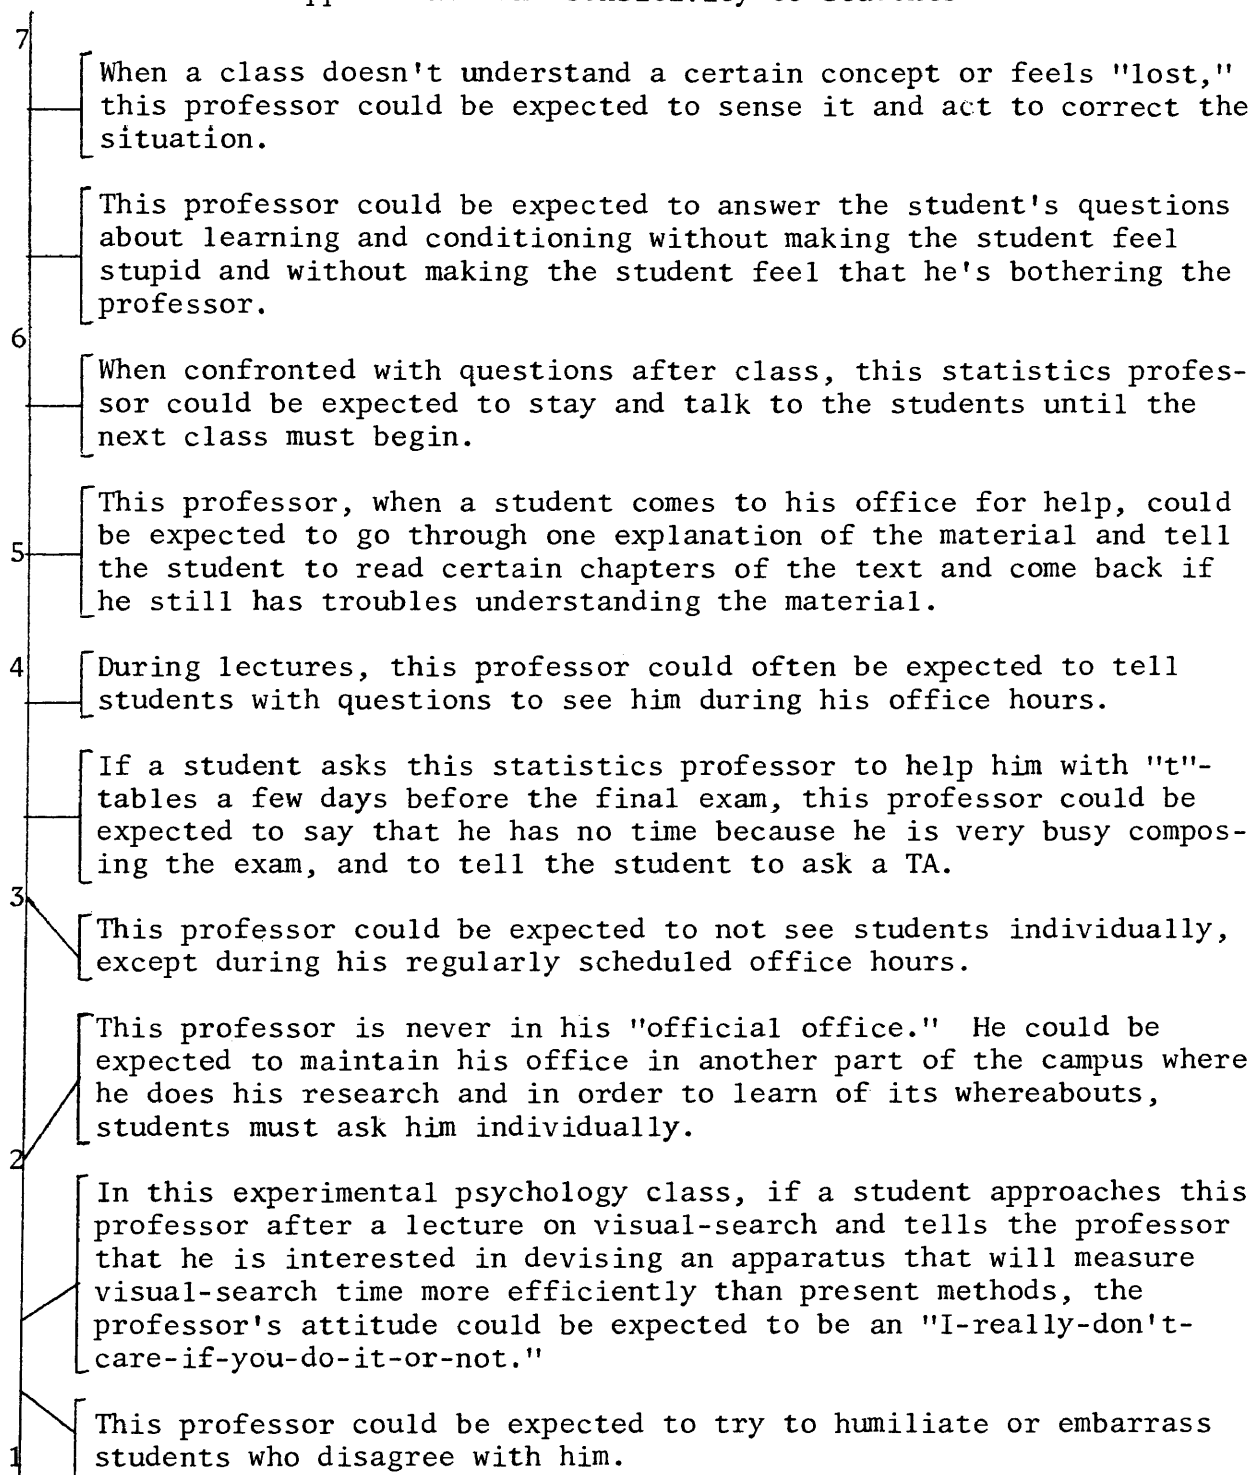 7
When a class doesn't understand a certain concept or feels "lost,"
this professor could be expected to sense it and act to correct the
situation.
This professor could be expected to answer the student's questions
about learning and conditioning without making the student feel
stupid and without making the student feel that he's bothering the
professor.
6
When confronted with questions after class, this statistics profes-
sor could be expected to stay and talk to the students until the
next class must begin.
This professor, when a student comes to his office for help, could
be expected to go through one explanation of the material and tell
5
the student to read certain chapters of the text and come back if
he still has troubles understanding the material.
4
During lectures, this professor could often be expected to tell
students with questions to see him during his office hours.
If a student asks this statistics professor to help him with "t"-
tables a few days before the final exam, this professor could be
expected to say that he has no time because he is very busy compos-
ing the exam, and to tell the student to ask a TA.
3
This professor could be expected to not see students individually,
except during his regularly scheduled office hours.
This professor is never in his "official office." He could be
expected to maintain his office in another part of the campus where
he does his research and in order to learn of its whereabouts,
students must ask him individually.
2
In this experimental psychology class, if a student approaches this
professor after a lecture on visual-search and tells the professor
that he is interested in devising an apparatus that will measure
visual-search time more efficiently than present methods, the
professor's attitude could be expected to be an "I-really-don't-
care-if-you-do-it-or-not."
This professor could be expected to try to humiliate or embarrass
1
students who disagree with him.